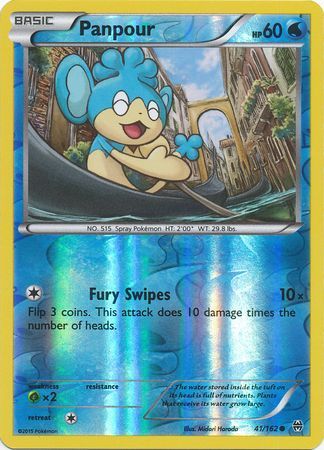 BASIC
Panpour
HP 60
NO. 515 Spray Pokémon HT: 2'00" WT: 29.8 lbs.
Fury Swipes 10×
Flip 3 coins. This attack does 10 damage times the
number of heads.
weakness
×2
resistance
retreat
The water stored inside the tuft on
its head is full of nutrients. Plants
that receive its water grow large.
Illus. Midori Harada
41/162
©2015 Pokémon